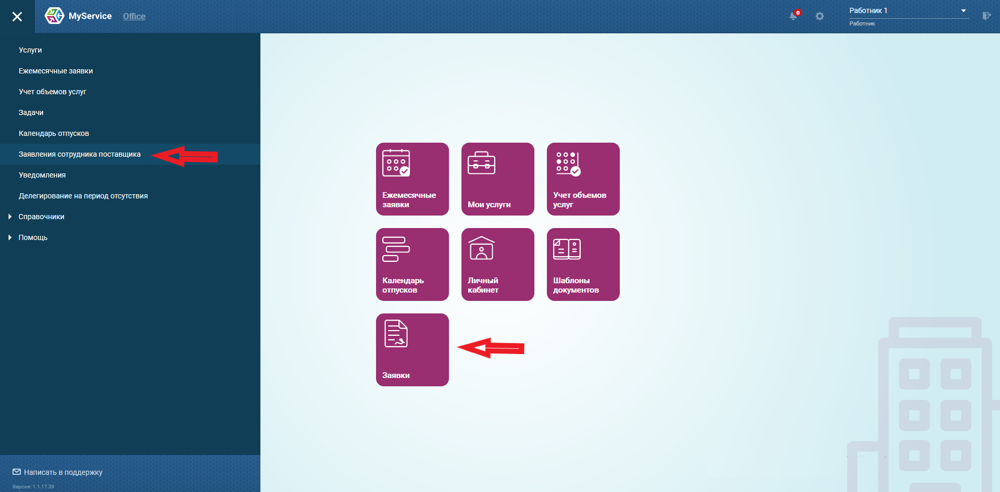 MyService Office
0
Работник 1
Работник
Услуги
Ежемесячные заявки
Учет объемов услуг
Задачи
Календарь отпусков
Заявления сотрудника поставщика
Уведомления
Делегирование на период отсутствия
Справочники
Помощь
Ежемесячные
заявки
Мои услуги
Учет объемов
услуг
Календарь
отпусков
Личный
кабинет
Шаблоны
документов
Заявки
Написать в поддержку
Версия: 1.1.17.39